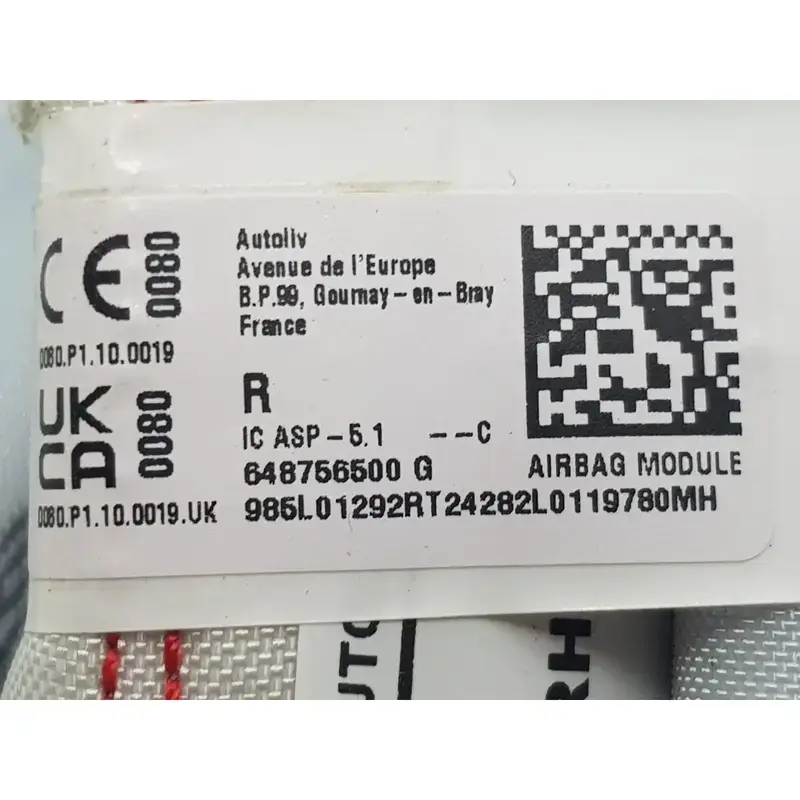 CE 0080
0080.P1.10.0019
UK
CA 0080
0080.P1.10.0019.UK
Autoliv
Avenue de l'Europe
B.P.99, Gournay-en-Bray
France
R
IC ASP-5.1 --C
648756500 G
985L01292RT24282L0119780MH
AIRBAG MODULE
RH